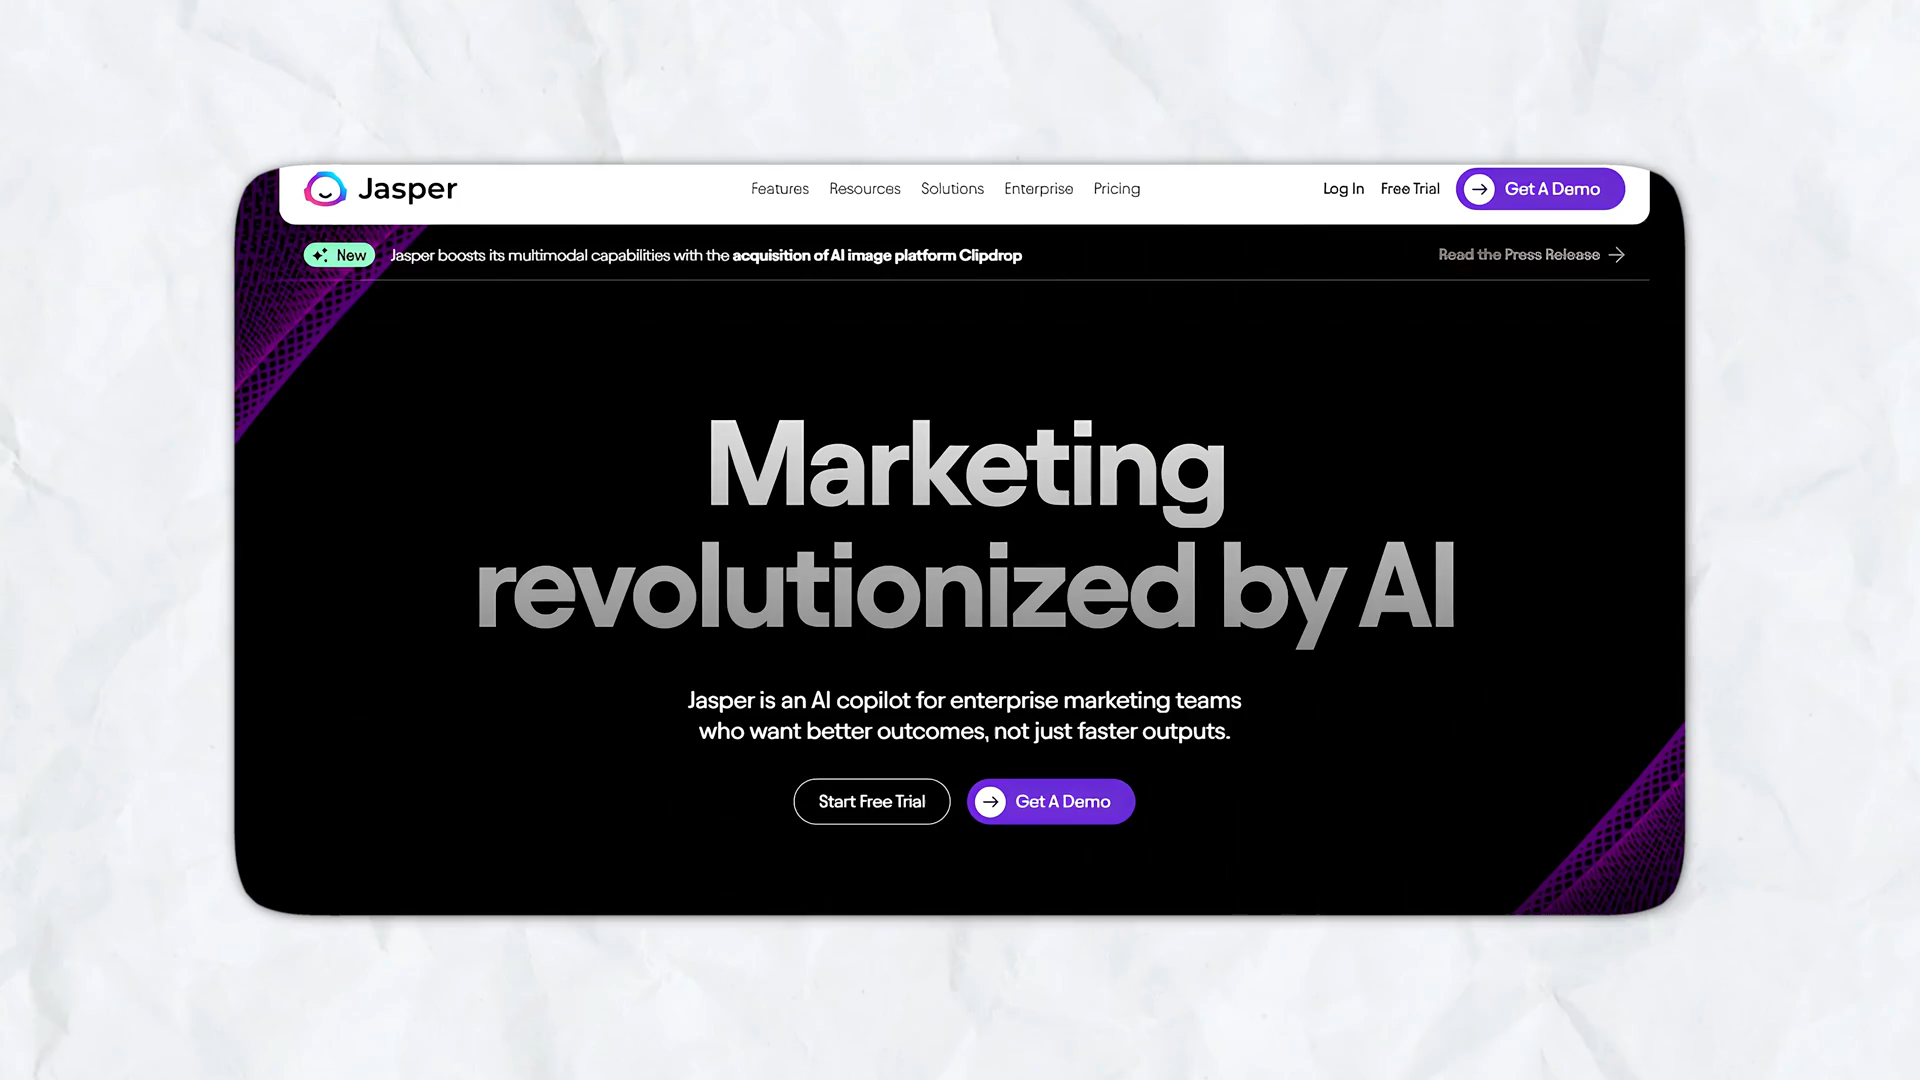 Jasper
Features Resources Solutions Enterprise Pricing
Log In Free Trial Get A Demo
New Jasper boosts its multimodal capabilities with the acquisition of AI image platform Clipdrop
Read the Press Release
Marketing
revolutionized by AI
Jasper is an AI copilot for enterprise marketing teams
who want better outcomes, not just faster outputs.
Start Free Trial Get A Demo